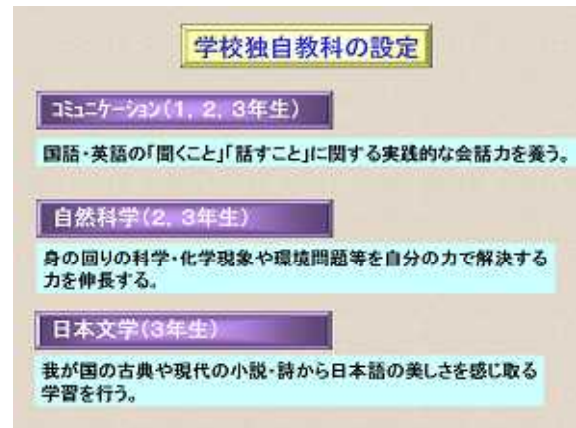 学校独自教科の設定
ｺﾐｭﾆｹｰｼｮﾝ(1, 2, 3年生)
国語・英語の「聞くこと」「話すこと」に関する実践的な会話力を養う。
自然科学(2, 3年生)
身の回りの科学・化学現象や環境問題等を自分の力で解決する
力を伸長する。
日本文学(3年生)
我が国の古典や現代の小説・詩から日本語の美しさを感じ取る
学習を行う。